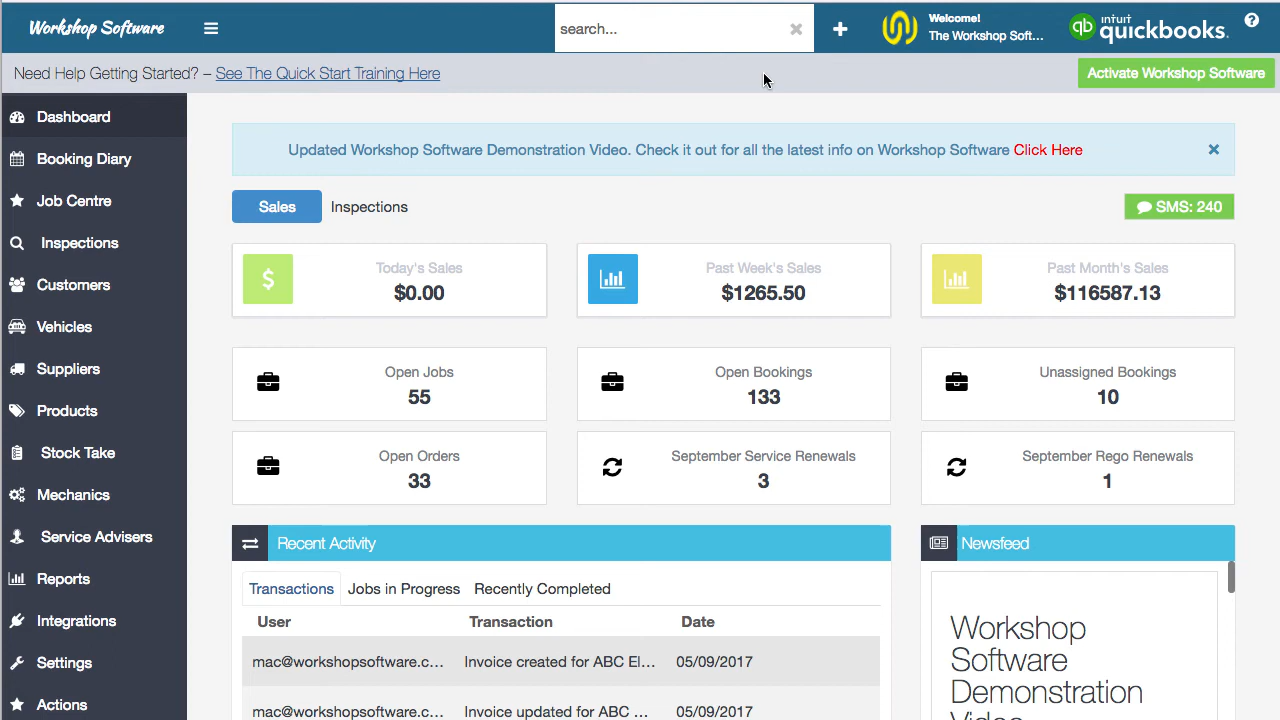 Workshop Software
search...
Welcome!
The Workshop Soft...
qb
intuit
quickbooks.
?
Need Help Getting Started? – See The Quick Start Training Here
Activate Workshop Software
Dashboard
Booking Diary
Job Centre
Inspections
Customers
Vehicles
Suppliers
Products
Stock Take
Mechanics
Service Advisers
Reports
Integrations
Settings
Actions
Updated Workshop Software Demonstration Video. Check it out for all the latest info on Workshop Software Click Here
Sales
Inspections
SMS: 240
$
Today's Sales
$0.00
Past Week's Sales
$1265.50
Past Month's Sales
$116587.13
Open Jobs
55
Open Bookings
133
Unassigned Bookings
10
Open Orders
33
September Service Renewals
3
September Rego Renewals
1
Recent Activity
Transactions
Jobs in Progress
Recently Completed
User Transaction Date
mac@workshopsoftware.c... Invoice created for ABC El... 05/09/2017
mac@workshopsoftware.c... Invoice updated for ABC ... 05/09/2017
Newsfeed
Workshop
Software
Demonstration
Video